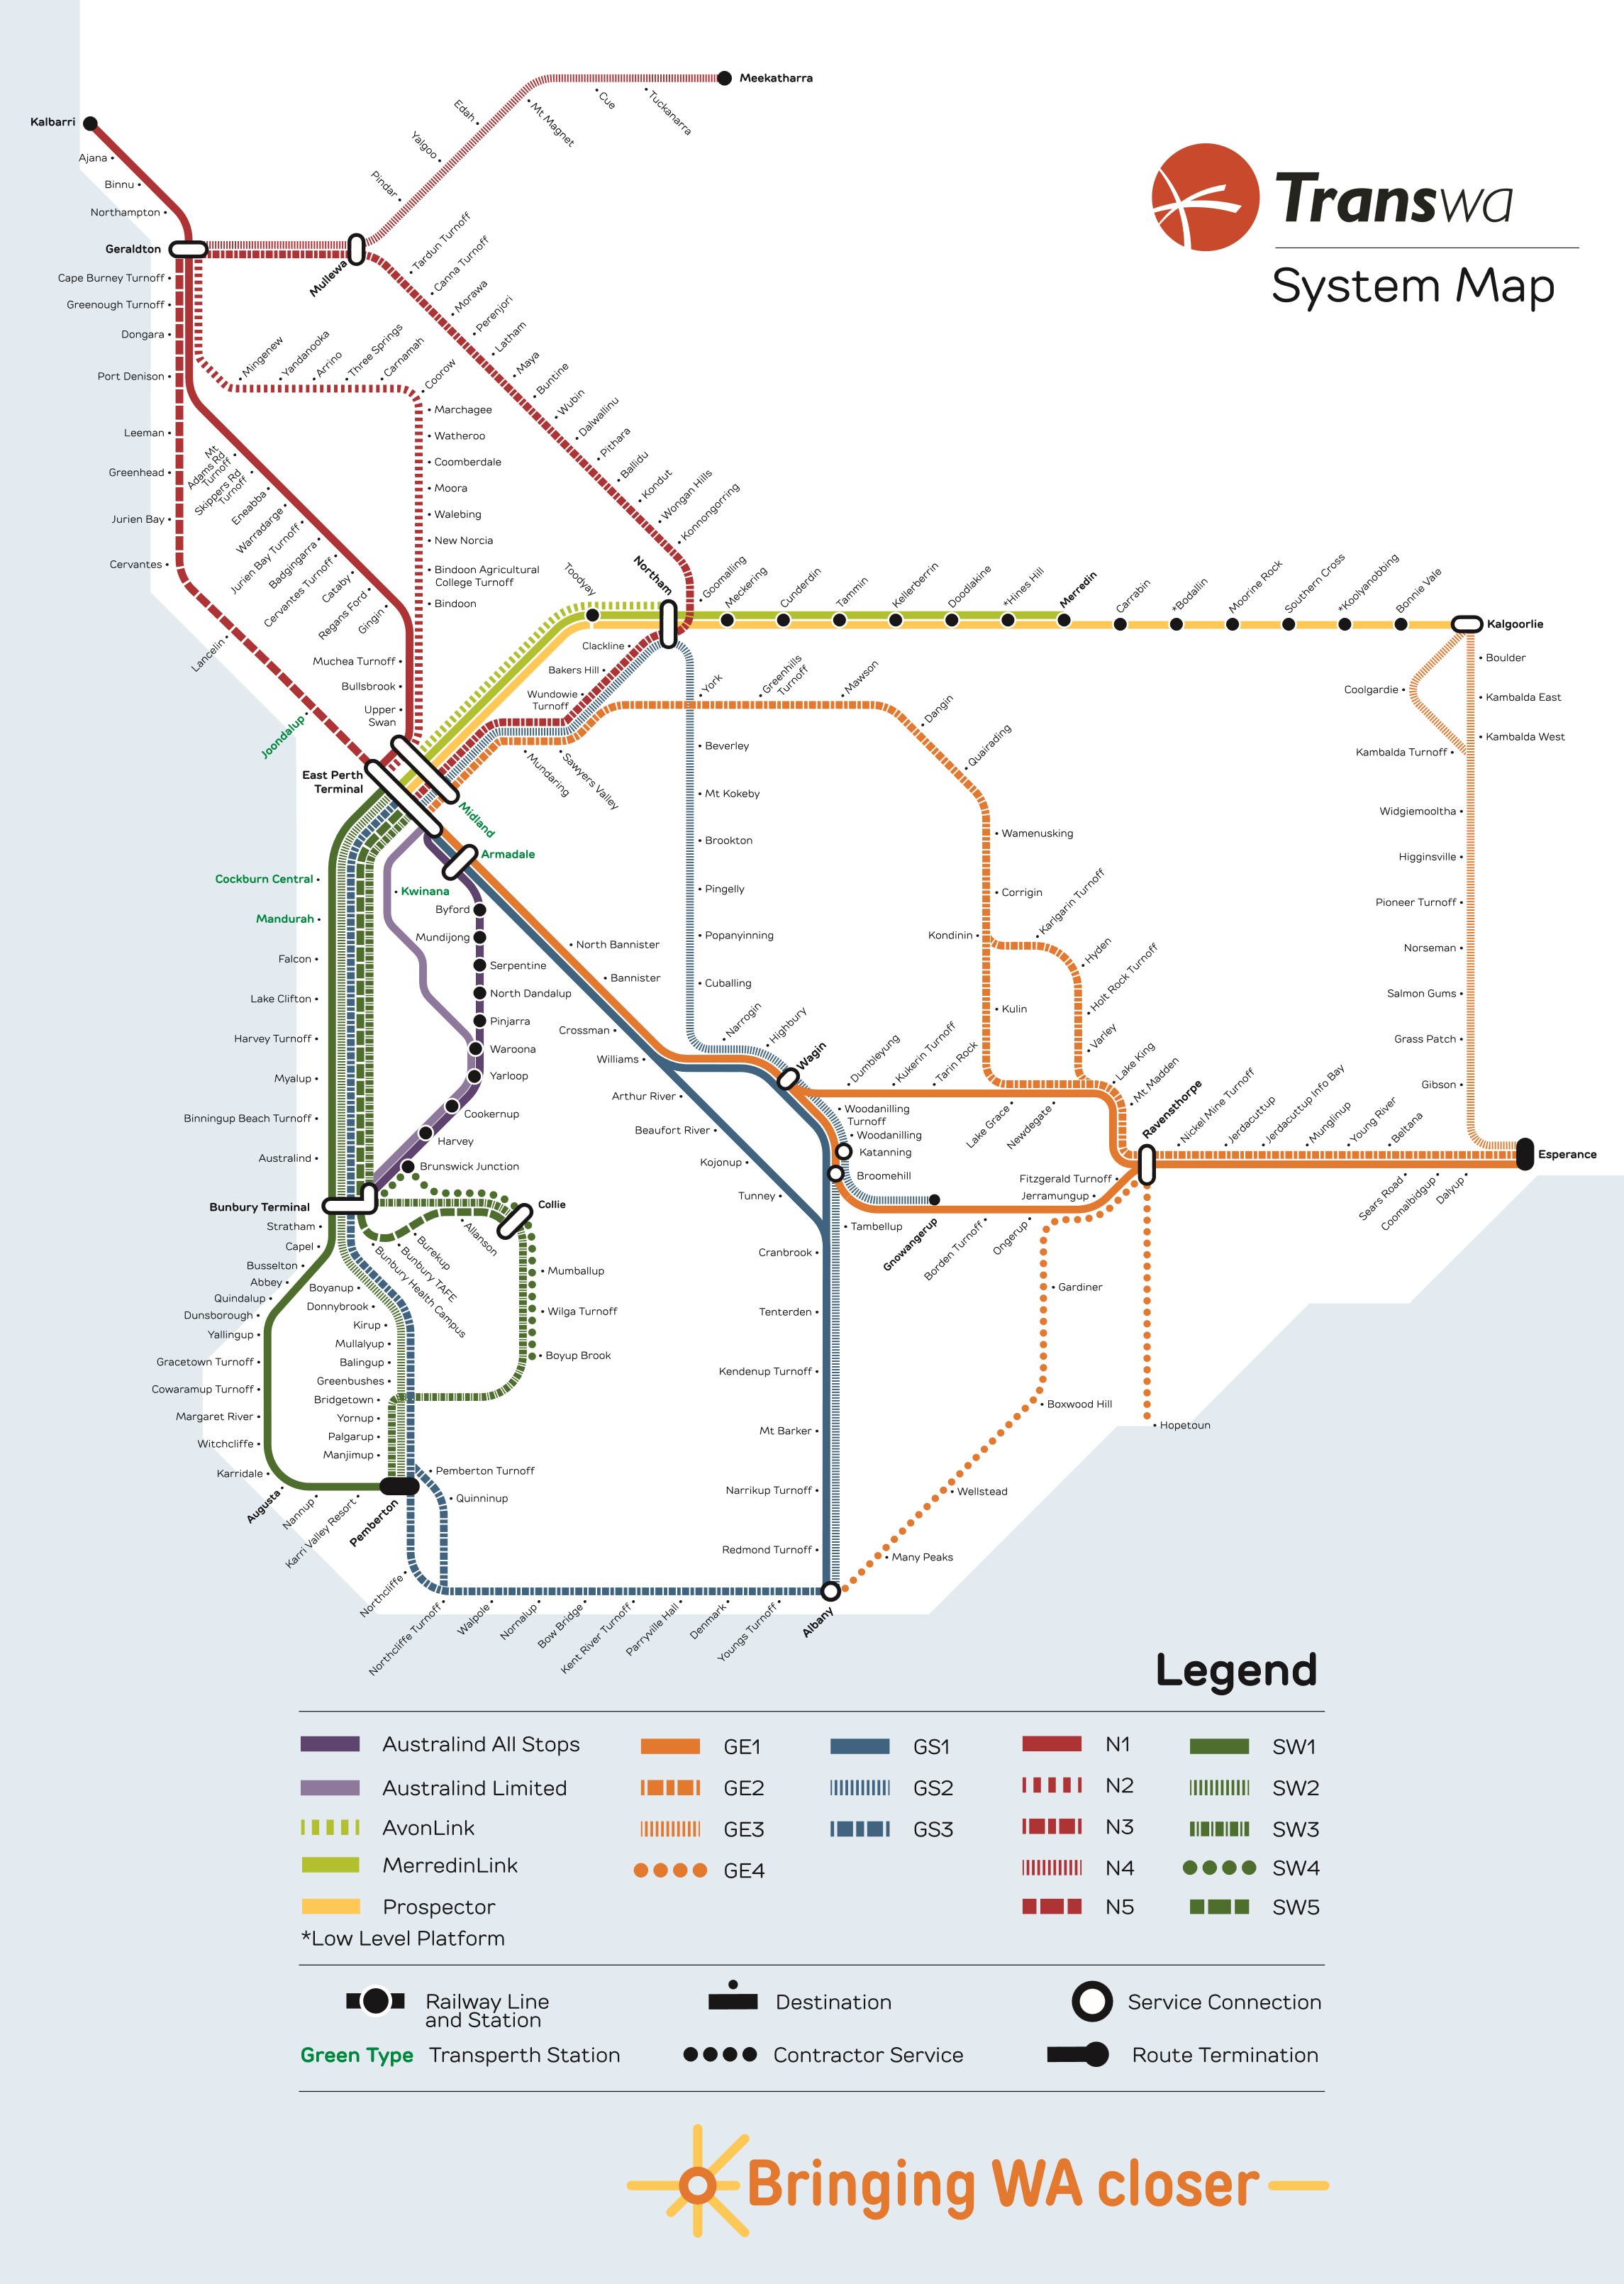 Transwa
System Map
Meekatharra
Cue
Tuckanarra
Mt Magnet
Edah
Yalgoo
Pindar
Kalbarri
Ajana
Binnu
Northampton
Geraldton
Mullewa
Cape Burney Turnoff
Greenough Turnoff
Dongara
Port Denison
Leeman
Greenhead
Jurien Bay
Cervantes
Lancelin
Joondalup
Tardun Turnoff
Canna Turnoff
Morawa
Perenjori
Latham
Maya
Buntine
Wubin
Dalwallinu
Pithara
Ballidu
Kondut
Wongan Hills
Konnongorring
Goomalling
Mingenew
Yandanooka
Arrino
Three Springs
Carnamah
Coorow
Marchagee
Watheroo
Coomberdale
Moora
Walebing
New Norcia
Bindoon Agricultural
College Turnoff
Bindoon
Mt
Adams Rd
Turnoff
Skippers Rd
Turnoff
Eneabba
Warradarge
Jurien Bay Turnoff
Badgingarra
Cervantes Turnoff
Cataby
Regans Ford
Gingin
Muchea Turnoff
Bullsbrook
Upper
Swan
East Perth
Terminal
Midland
Toodyay
Northam
Meckering
Cunderdin
Tammin
Kellerberrin
Doodlakine
*Hines Hill
Merredin
Carrabin
*Bodallin
Moorine Rock
Southern Cross
*Koolyanobbing
Bonnie Vale
Kalgoorlie
Clackline
Bakers Hill
Wundowie
Turnoff
Mundaring
Sawyers Valley
York
Greenhills
Turnoff
Mawson
Dangin
Quairading
Wamenusking
Corrigin
Kondinin
Karlgarin Turnoff
Hyden
Holt Rock Turnoff
Varley
Kulin
Lake King
Mt Madden
Beverley
Mt Kokeby
Brookton
Pingelly
Popanyinning
Cuballing
Narrogin
Highbury
Wagin
Boulder
Coolgardie
Kambalda East
Kambalda West
Kambalda Turnoff
Widgiemooltha
Higginsville
Pioneer Turnoff
Norseman
Salmon Gums
Grass Patch
Gibson
Esperance
Armadale
Kwinana
Byford
Mundijong
Serpentine
North Dandalup
Pinjarra
Waroona
Yarloop
Cookernup
Harvey
Brunswick Junction
Cockburn Central
Mandurah
Falcon
Lake Clifton
Harvey Turnoff
Myalup
Binningup Beach Turnoff
Australind
Bunbury Terminal
North Bannister
Bannister
Crossman
Williams
Arthur River
Beaufort River
Kojonup
Tunney
Cranbrook
Tenterden
Kendenup Turnoff
Mt Barker
Narrikup Turnoff
Redmond Turnoff
Albany
Dumbleyung
Kukerin Turnoff
Tarin Rock
Lake Grace
Newdegate
Woodanilling
Turnoff
Woodanilling
Katanning
Broomehill
Tambellup
Gnowangerup
Borden Turnoff
Ongerup
Jerramungup
Fitzgerald Turnoff
Ravensthorpe
Nickel Mine Turnoff
Jerdacuttup
Jerdacuttup Info Bay
Munglinup
Young River
Beltana
Sears Road
Coomalbidgup
Dalyup
Gardiner
Boxwood Hill
Wellstead
Many Peaks
Hopetoun
Stratham
Capel
Busselton
Abbey
Quindalup
Dunsborough
Yallingup
Gracetown Turnoff
Cowaramup Turnoff
Margaret River
Witchcliffe
Karridale
Augusta
Nannup
Karri Valley Resort
Pemberton
Boyanup
Donnybrook
Kirup
Mullalyup
Balingup
Greenbushes
Bridgetown
Yornup
Palgarup
Manjimup
Bunbury Health Campus
Bunbury TAFE
Burekup
Allanson
Collie
Mumballup
Wilga Turnoff
Boyup Brook
Pemberton Turnoff
Quinninup
Northcliffe
Northcliffe Turnoff
Walpole
Nornalup
Bow Bridge
Kent River Turnoff
Parryville Hall
Denmark
Youngs Turnoff
Legend
Australind All Stops
Australind Limited
AvonLink
MerredinLink
Prospector
*Low Level Platform
GE1
GE2
GE3
GE4
GS1
GS2
GS3
N1
N2
N3
N4
N5
SW1
SW2
SW3
SW4
SW5
Railway Line
and Station
Destination
Service Connection
Green Type Transperth Station
Contractor Service
Route Termination
Bringing WA closer